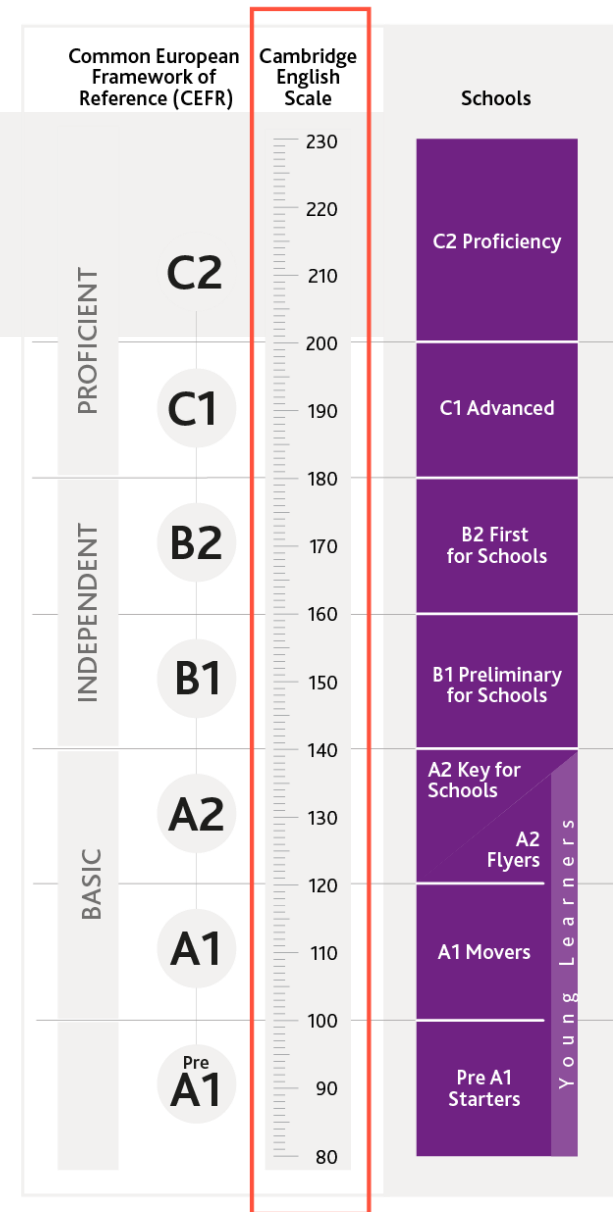 Common European
Framework of
Reference (CEFR)
Cambridge
English
Scale
Schools
PROFICIENT
INDEPENDENT
BASIC
C2
C1
B2
B1
A2
A1
Pre
A1
230
220
210
200
190
180
170
160
150
140
130
120
110
100
90
80
C2 Proficiency
C1 Advanced
B2 First
for Schools
B1 Preliminary
for Schools
A2 Key for
Schools
A2
Flyers
A1 Movers
Pre A1
Starters
Young Learners